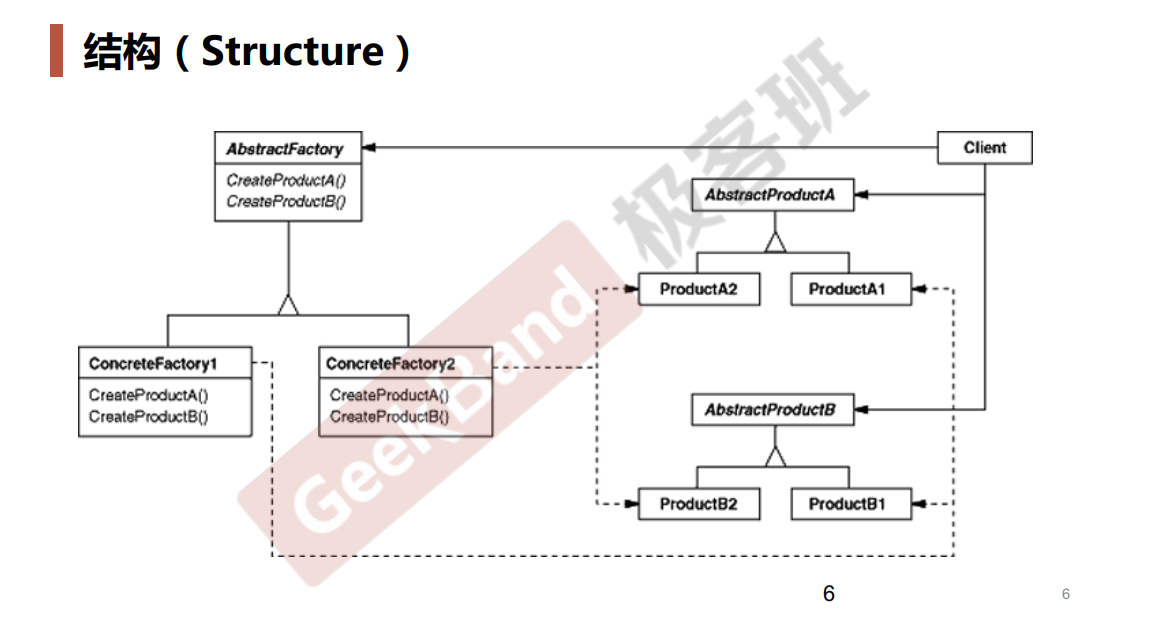 结构（Structure）
AbstractFactory
CreateProductA()
CreateProductB()
Client
AbstractProductA
ProductA2
ProductA1
ConcreteFactory1
CreateProductA()
CreateProductB()
ConcreteFactory2
CreateProductA()
CreateProductB()
AbstractProductB
ProductB2
ProductB1
GeekBand 极客班
6
6